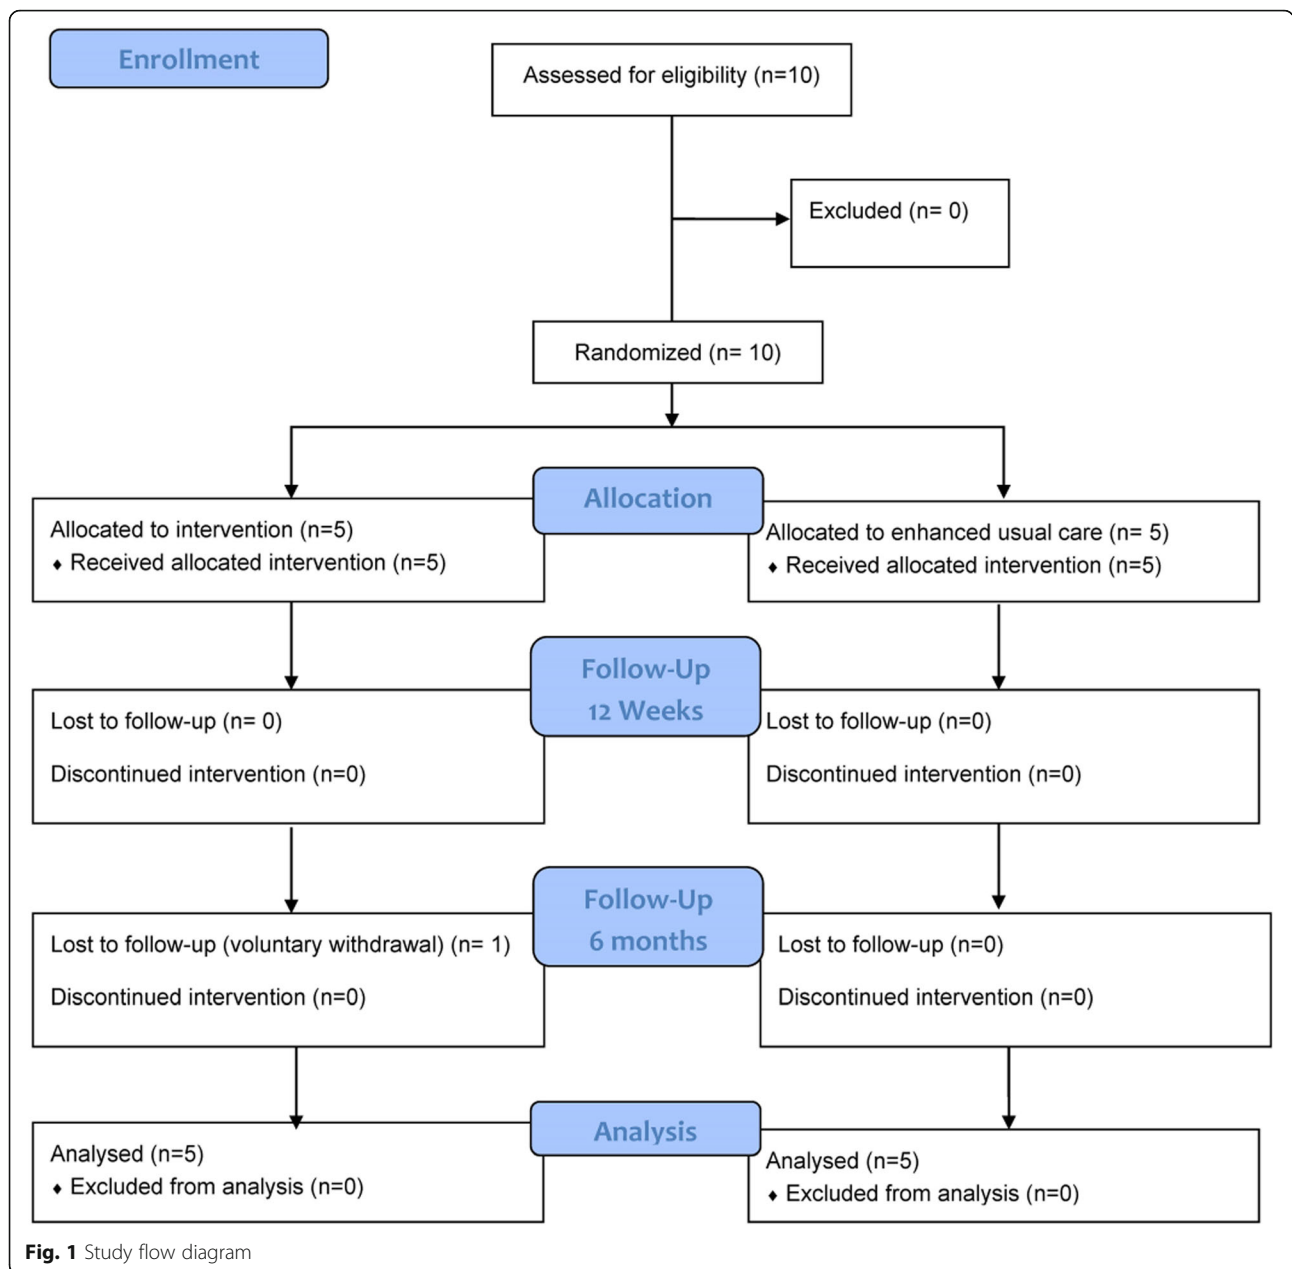 Enrollment
Assessed for eligibility (n=10)
Excluded (n= 0)
Randomized (n= 10)
Allocation
Allocated to intervention (n=5)
♦ Received allocated intervention (n=5)
Allocated to enhanced usual care (n= 5)
♦ Received allocated intervention (n=5)
Follow-Up
12 Weeks
Lost to follow-up (n= 0)
Discontinued intervention (n=0)
Lost to follow-up (n=0)
Discontinued intervention (n=0)
Follow-Up
6 months
Lost to follow-up (voluntary withdrawal) (n= 1)
Discontinued intervention (n=0)
Lost to follow-up (n=0)
Discontinued intervention (n=0)
Analysis
Analysed (n=5)
♦ Excluded from analysis (n=0)
Analysed (n=5)
♦ Excluded from analysis (n=0)
Fig. 1 Study flow diagram